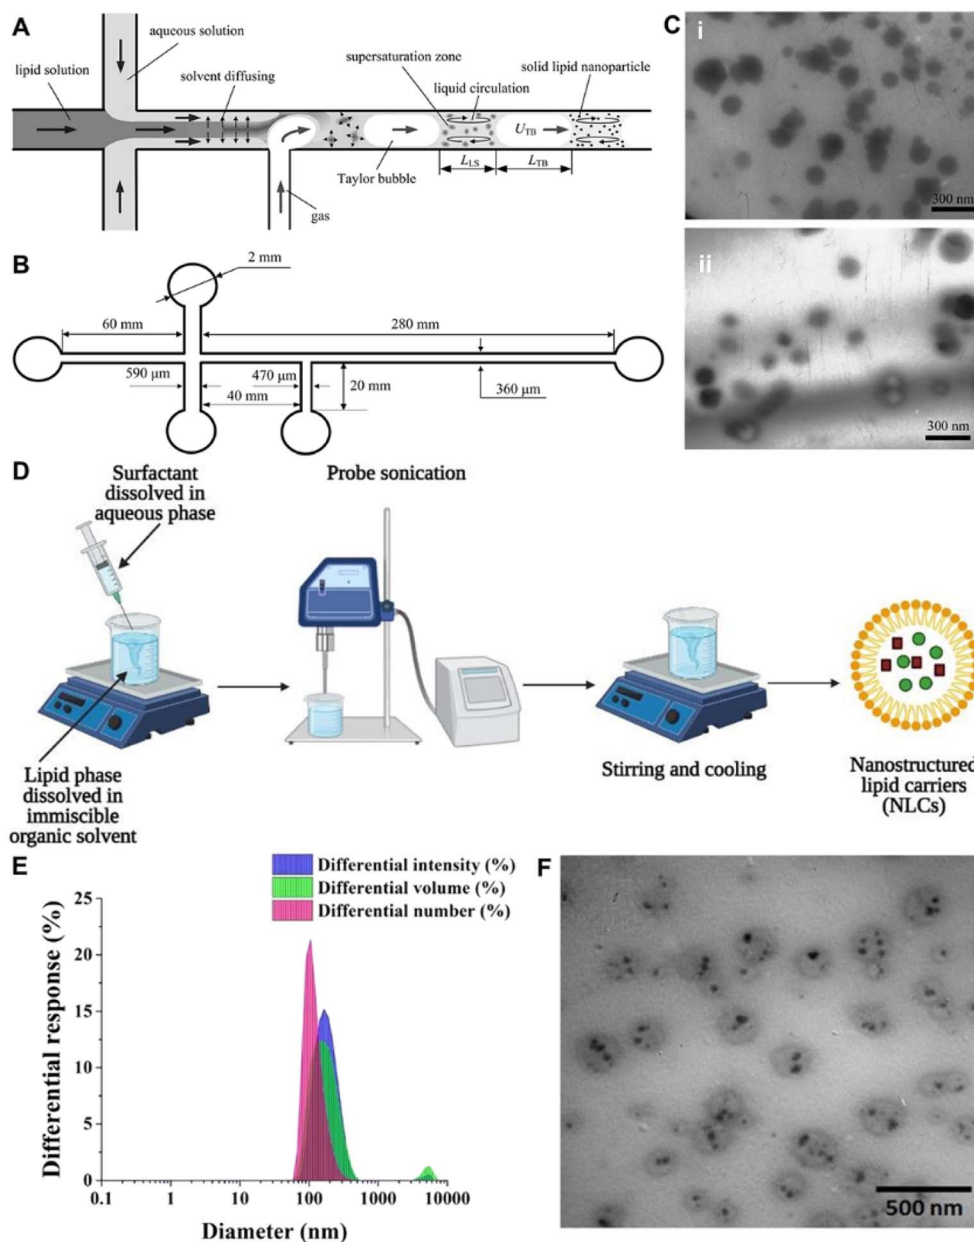 A
aqueous solution
lipid solution
solvent diffusing
supersaturation zone
liquid circulation
solid lipid nanoparticle
U_TB
L_LS
L_TB
Taylor bubble
gas
B
2 mm
60 mm
280 mm
590 μm
470 μm
20 mm
360 μm
40 mm
C
i
300 nm
ii
300 nm
D
Surfactant
dissolved in
aqueous phase
Probe sonication
Lipid phase
dissolved in
immiscible
organic solvent
Stirring and cooling
Nanostructured
lipid carriers
(NLCs)
E
Differential intensity (%)
Differential volume (%)
Differential number (%)
Differential response (%)
25
20
15
10
5
0
0.1
1
10
100
1000
10000
Diameter (nm)
F
500 nm